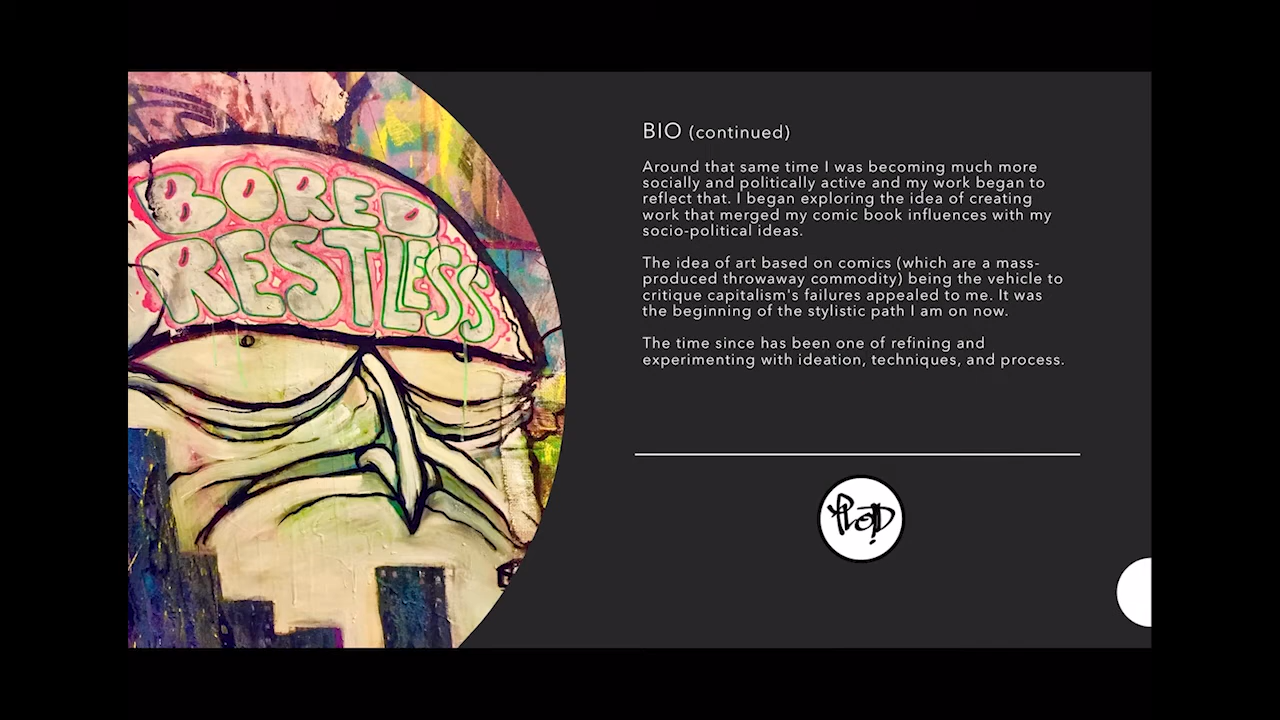 BORED
RESTLESS
BIO (continued)
Around that same time I was becoming much more
socially and politically active and my work began to
reflect that. I began exploring the idea of creating
work that merged my comic book influences with my
socio-political ideas.
The idea of art based on comics (which are a mass-
produced throwaway commodity) being the vehicle to
critique capitalism's failures appealed to me. It was
the beginning of the stylistic path I am on now.
The time since has been one of refining and
experimenting with ideation, techniques, and process.